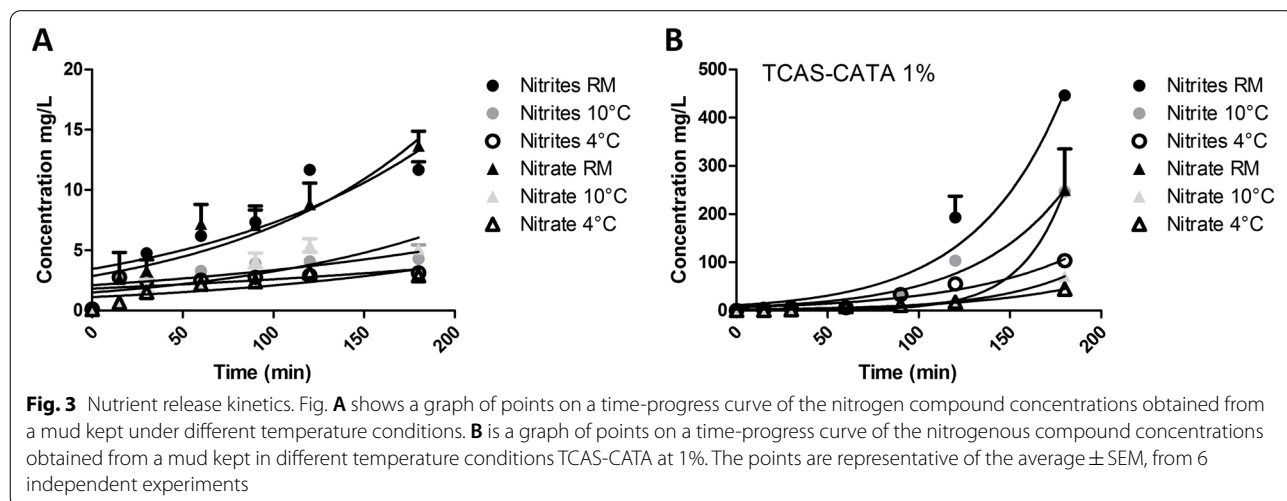 A
20
15
10
5
0
0
50
100
150
200
Concentration mg/L
Time (min)
Nitrites RM
Nitrites 10°C
Nitrites 4°C
Nitrate RM
Nitrate 10°C
Nitrate 4°C
B
TCAS-CATA 1%
500
400
300
200
100
0
0
50
100
150
200
Concentration mg/L
Time (min)
Nitrites RM
Nitrite 10°C
Nitrites 4°C
Nitrate RM
Nitrate 10°C
Nitrate 4°C
Fig. 3 Nutrient release kinetics. Fig. A shows a graph of points on a time-progress curve of the nitrogen compound concentrations obtained from
a mud kept under different temperature conditions. B is a graph of points on a time-progress curve of the nitrogenous compound concentrations
obtained from a mud kept in different temperature conditions TCAS-CATA at 1%. The points are representative of the average ± SEM, from 6
independent experiments